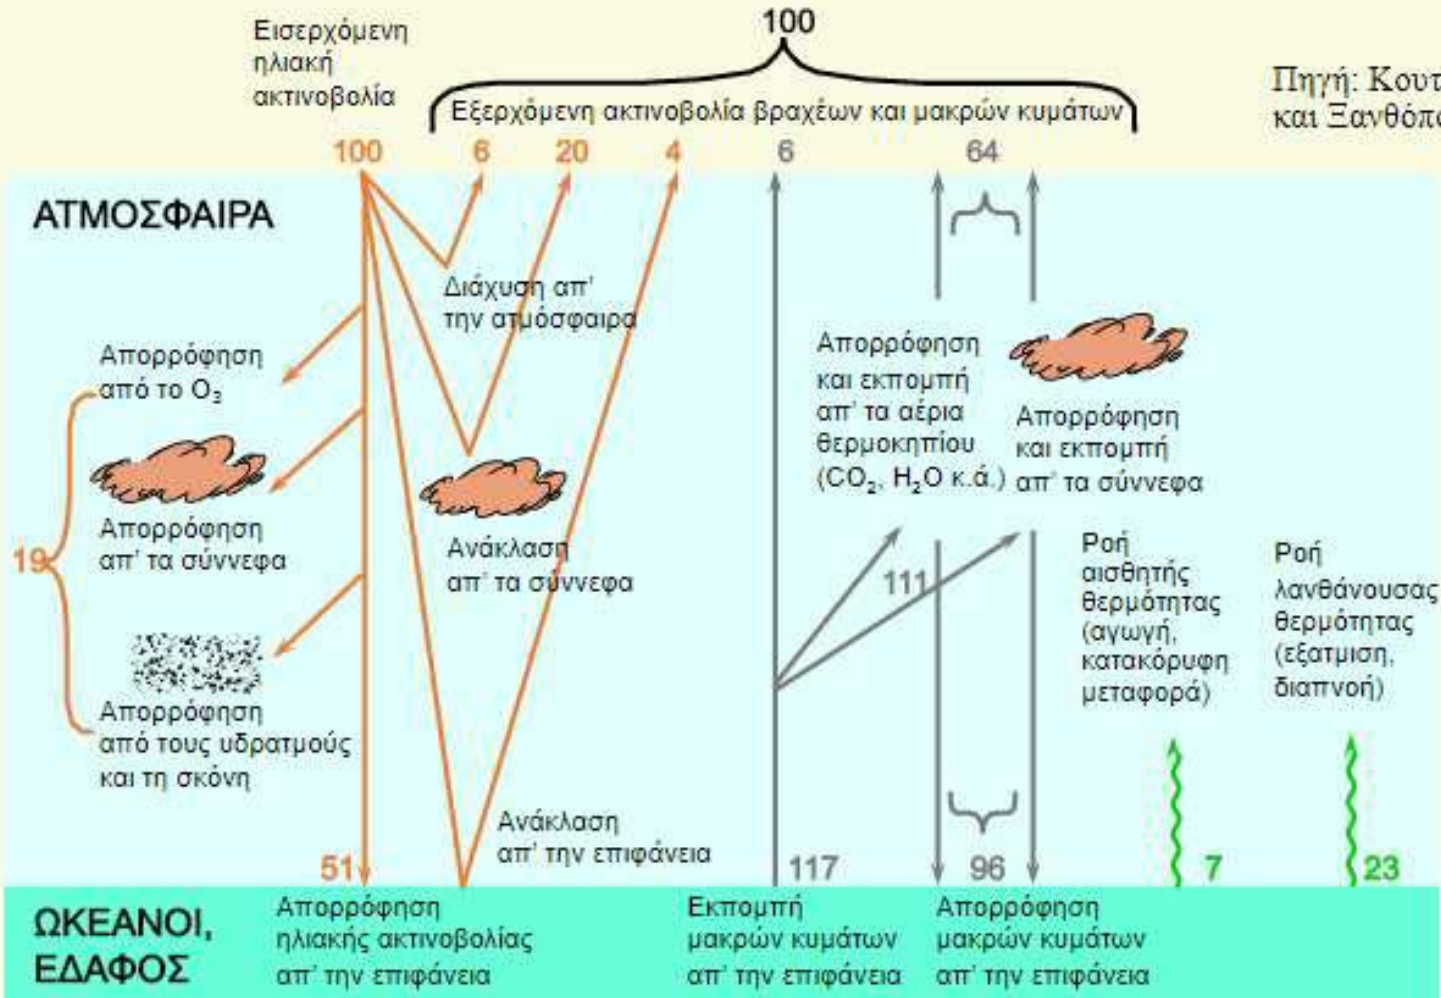 Εισερχόμενη
ηλιακή
ακτινοβολία
100
Εξερχόμενη ακτινοβολία βραχέων και μακρών κυμάτων
Πηγή: Κουτ
και Ξανθόπο
100
6
20
4
6
64
ΑΤΜΟΣΦΑΙΡΑ
Διάχυση απ'
την ατμόσφαιρα
Απορρόφηση
από το O₃
Απορρόφηση
απ' τα σύννεφα
19
Απορρόφηση
από τους υδρατμούς
και τη σκόνη
Ανάκλαση
απ' τα σύννεφα
Ανάκλαση
απ' την επιφάνεια
Απορρόφηση
και εκπομπή
απ' τα αέρια
θερμοκηπίου
(CO₂, H₂O κ.ά.)
Απορρόφηση
και εκπομπή
απ' τα σύννεφα
111
Ροή
αισθητής
θερμότητας
(αγωγή,
κατακόρυφη
μεταφορά)
Ροή
λανθάνουσας
θερμότητας
(εξατμιση,
διαπνοή)
51
117
96
7
23
ΩΚΕΑΝΟΙ,
ΕΔΑΦΟΣ
Απορρόφηση
ηλιακής ακτινοβολίας
απ' την επιφάνεια
Εκπομπή
μακρών κυμάτων
απ' την επιφάνεια
Απορρόφηση
μακρών κυμάτων
απ' την επιφάνεια